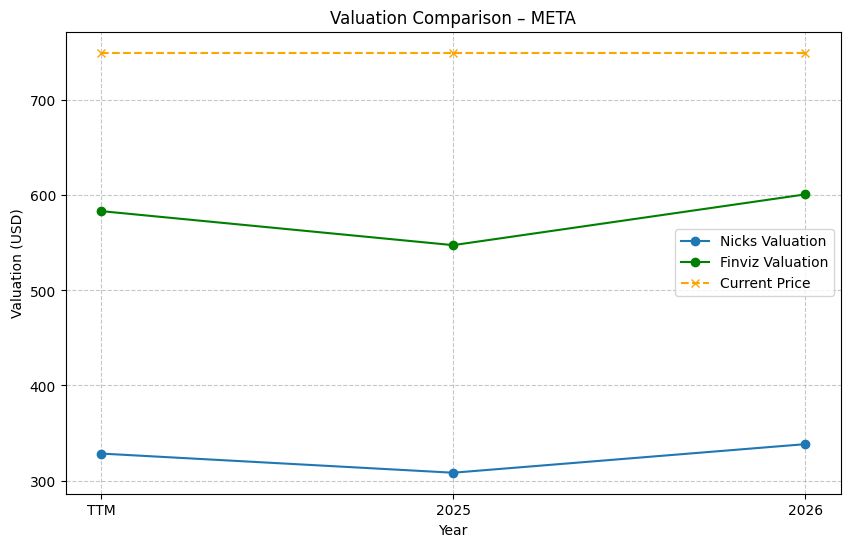 Valuation Comparison – META
Valuation (USD)
700
600
500
400
300
Nicks Valuation
Finviz Valuation
Current Price
TTM 2025 2026
Year